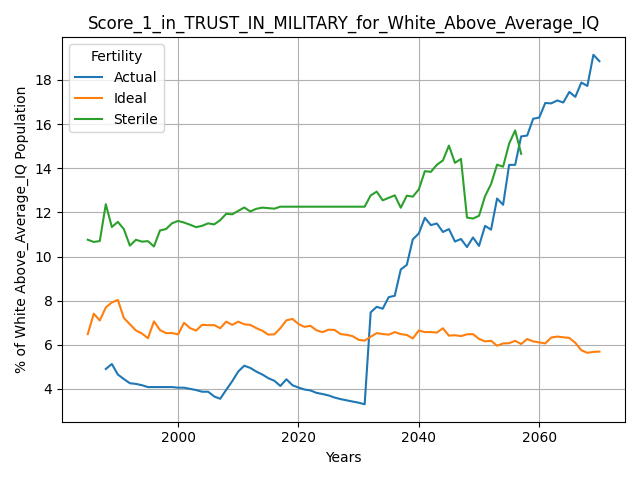 Score_1_in_TRUST_IN_MILITARY_for_White_Above_Average_IQ
% of White Above_Average_IQ Population
Fertility
Actual
Ideal
Sterile
18
16
14
12
10
8
6
4
2000
2020
2040
2060
Years